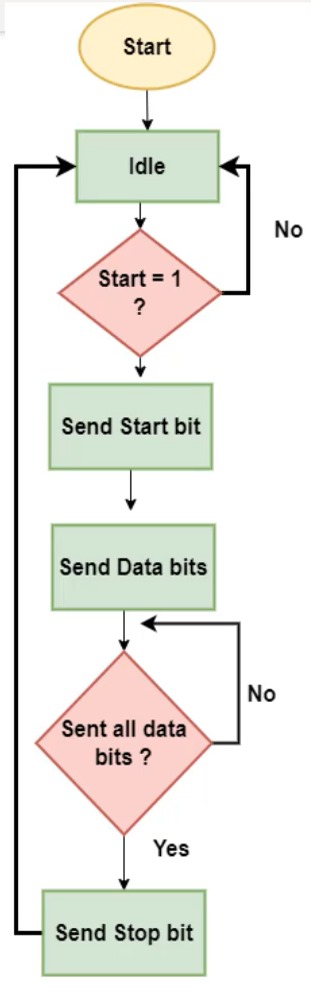 Start
Idle
No
Start = 1
?
Send Start bit
Send Data bits
No
Sent all data
bits ?
Yes
Send Stop bit